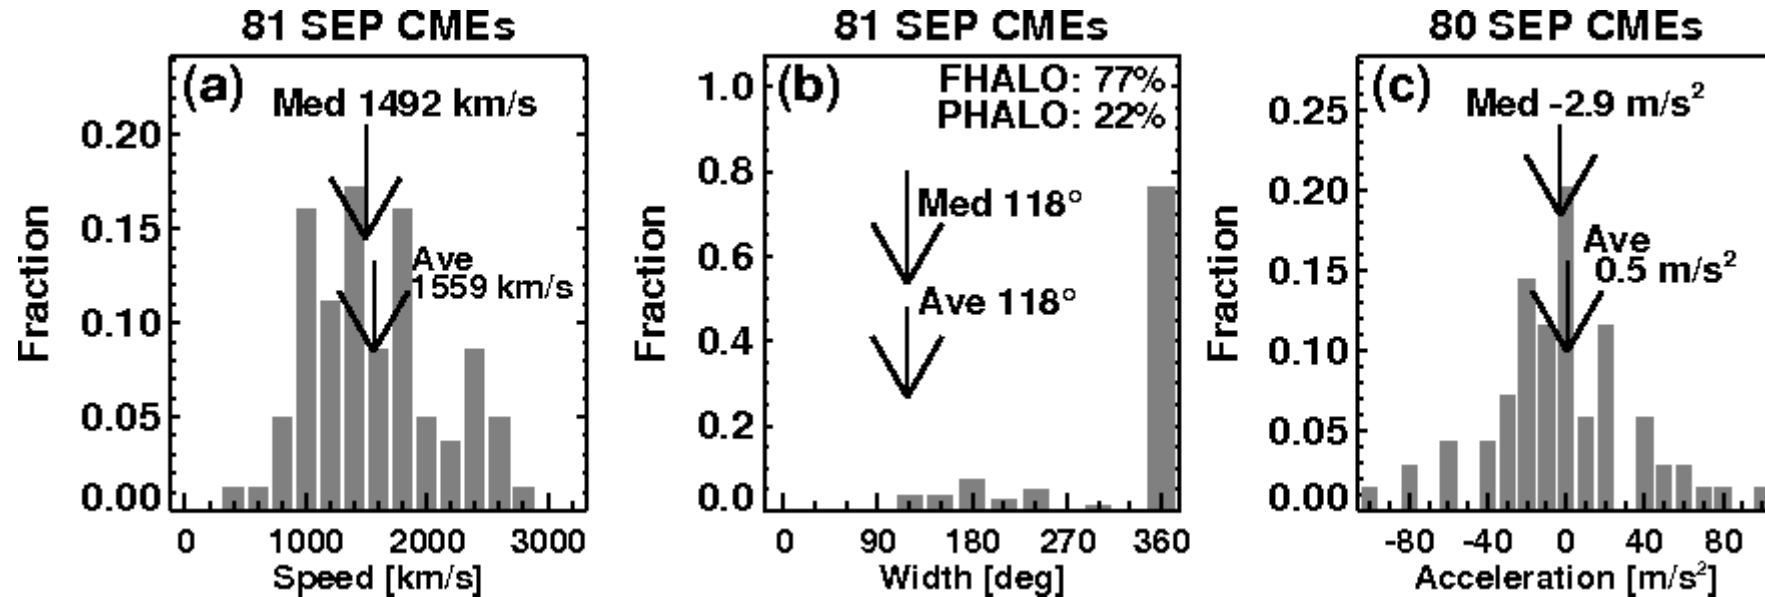 81 SEP CMEs
(a)
Med 1492 km/s
Ave
1559 km/s
Fraction
0.20
0.15
0.10
0.05
0.00
0 1000 2000 3000
Speed [km/s]
81 SEP CMEs
(b)
FHALO: 77%
PHALO: 22%
Med 118°
Ave 118°
Fraction
1.0
0.8
0.6
0.4
0.2
0.0
0 90 180 270 360
Width [deg]
80 SEP CMEs
(c)
Med -2.9 m/s²
Ave
0.5 m/s²
Fraction
0.25
0.20
0.15
0.10
0.05
0.00
-80 -40 0 40 80
Acceleration [m/s²]